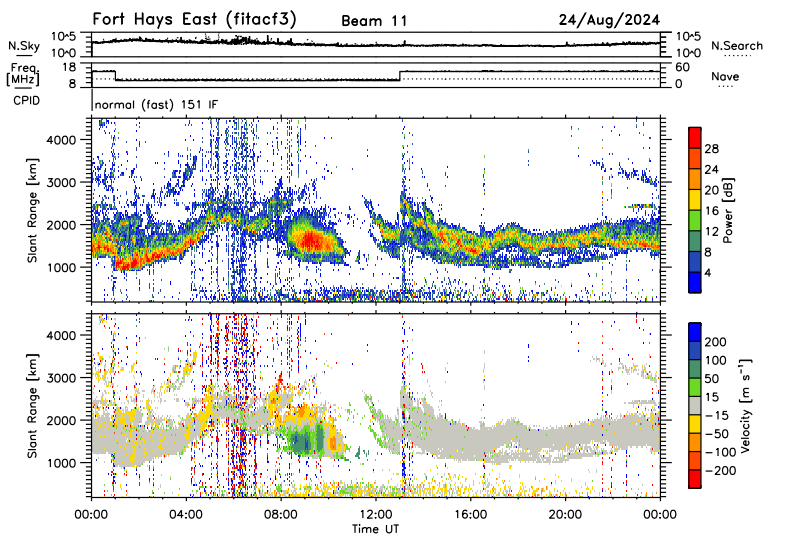 Fort Hays East (fitacf3) Beam 11 24/Aug/2024
N.Sky 10^5 10^0 10^5 10^0 N.Search
Freq. [MHz] 18 8 60 0 Nave
CPID normal (fast) 151 IF
Slant Range [km] 4000 3000 2000 1000
Power [dB] 28 24 20 16 12 8 4
Slant Range [km] 4000 3000 2000 1000
Velocity [m s⁻¹] 200 100 50 15 −15 −50 −100 −200
00:00 04:00 08:00 12:00 16:00 20:00 00:00
Time UT